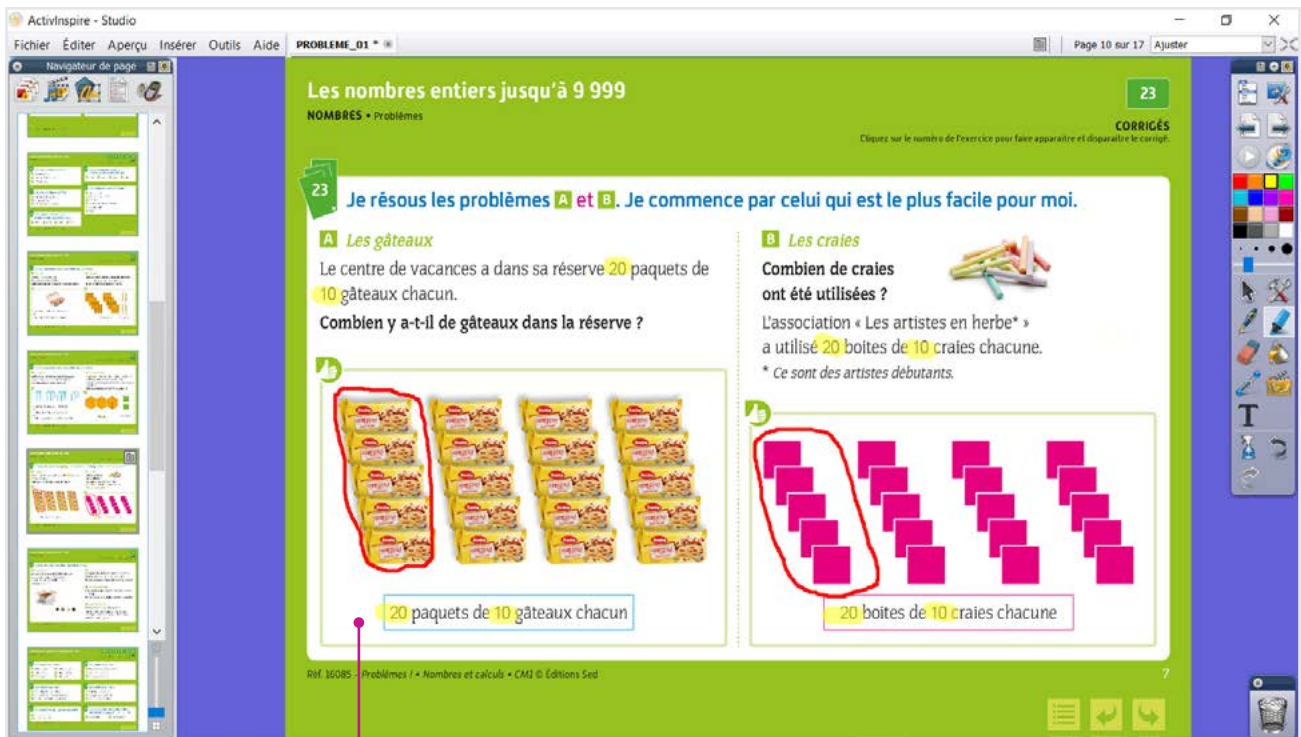 ActivInspire - Studio
Fichier Éditer Aperçu Insérer Outils Aide
PROBLEME_01 *
Page 10 sur 17
Ajuster
Navigateur de page
Les nombres entiers jusqu'à 9 999
NOMBRES • Problèmes
23
CORRIGÉS
Cliquez sur le numéro de l'exercice pour faire apparaitre et disparaitre le corrigé.
23
Je résous les problèmes A et B. Je commence par celui qui est le plus facile pour moi.
A Les gâteaux
Le centre de vacances a dans sa réserve 20 paquets de
10 gâteaux chacun.
Combien y a-t-il de gâteaux dans la réserve ?
20 paquets de 10 gâteaux chacun
B Les craies
Combien de craies
ont été utilisées ?
L'association « Les artistes en herbe* »
a utilisé 20 boites de 10 craies chacune.
* Ce sont des artistes débutants.
20 boites de 10 craies chacune
Réf. 16085 - Problèmes ! • Nombres et calculs • CM1 © Éditions Sed
7
T